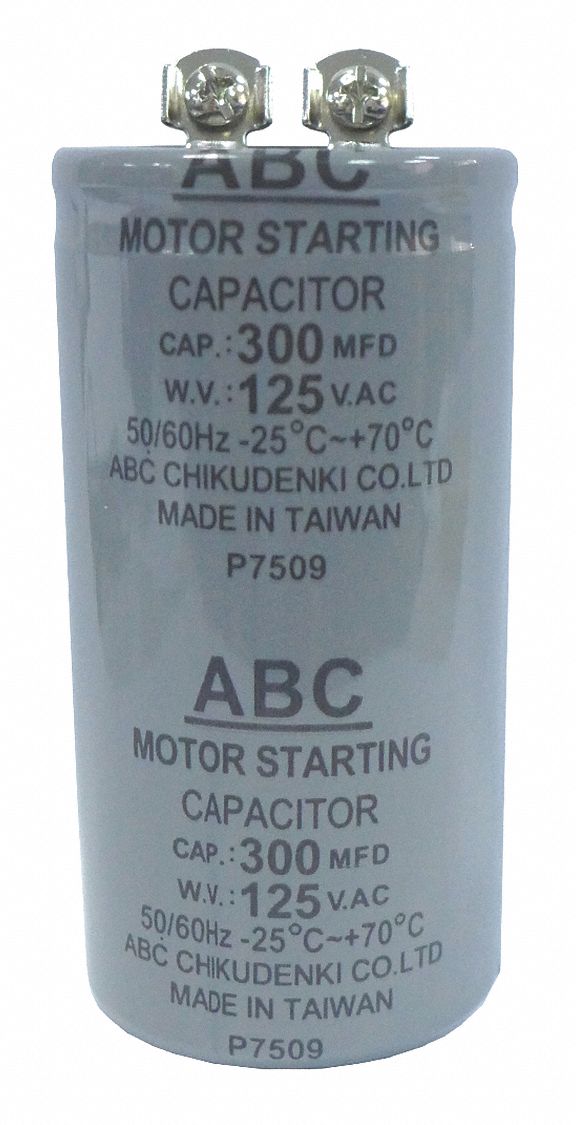 ABC
MOTOR STARTING
CAPACITOR
CAP.:300 MFD
W.V.:125 V.AC
50/60Hz -25°C~+70°C
ABC CHIKUDENKI CO.LTD
MADE IN TAIWAN
P7509
ABC
MOTOR STARTING
CAPACITOR
CAP.:300 MFD
W.V.:125 V.AC
50/60Hz -25°C~+70°C
ABC CHIKUDENKI CO.LTD
MADE IN TAIWAN
P7509